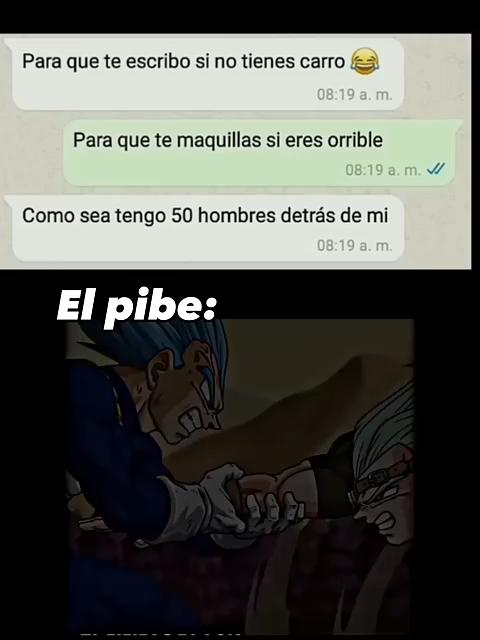 Para que te escribo si no tienes carro 😂
08:19 a. m.
Para que te maquillas si eres orrible
08:19 a. m.
Como sea tengo 50 hombres detrás de mi
08:19 a. m.
El pibe: